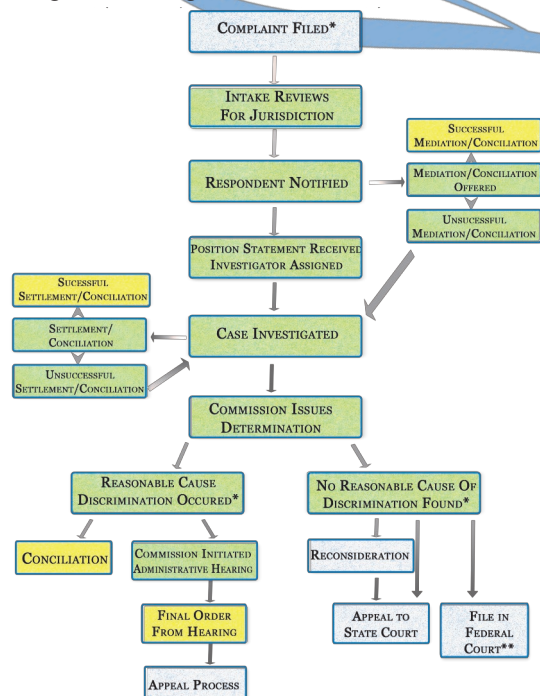 COMPLAINT FILED*
INTAKE REVIEWS
FOR JURISDICTION
SUCCESSFUL
MEDIATION/CONCILIATION
RESPONDENT NOTIFIED
MEDIATION/CONCILIATION
OFFERED
UNSUCESSFUL
MEDIATION/CONCILIATION
POSITION STATEMENT RECEIVED
INVESTIGATOR ASSIGNED
SUCESSFUL
SETTLEMENT/CONCILIATION
SETTLEMENT/
CONCILIATION
CASE INVESTIGATED
UNSUCCESSFUL
SETTLEMENT/CONCILIATION
COMMISSION ISSUES
DETERMINATION
REASONABLE CAUSE
DISCRIMINATION OCCURED*
NO REASONABLE CAUSE OF
DISCRIMINATION FOUND*
CONCILIATION
COMMISSION INITIATED
ADMINISTRATIVE HEARING
RECONSIDERATION
FINAL ORDER
FROM HEARING
APPEAL TO
STATE COURT
FILE IN
FEDERAL
COURT**
APPEAL PROCESS